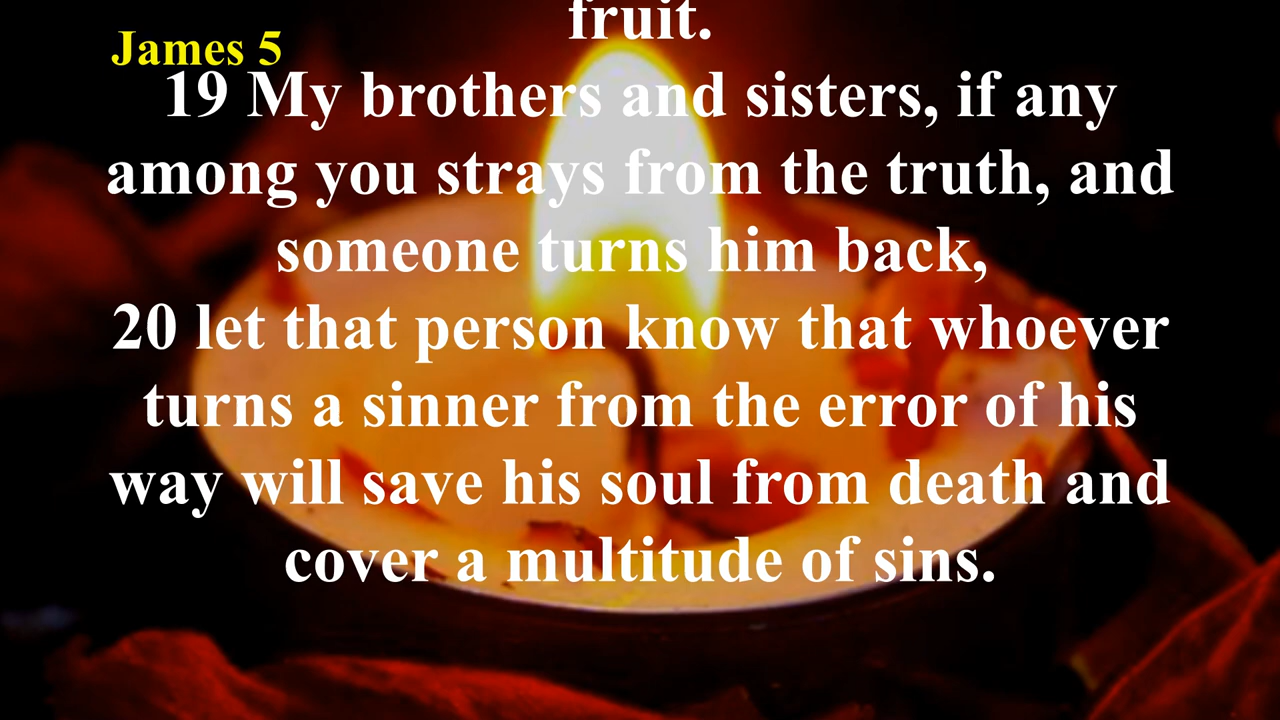 fruit.
James 5
19 My brothers and sisters, if any
among you strays from the truth, and
someone turns him back,
20 let that person know that whoever
turns a sinner from the error of his
way will save his soul from death and
cover a multitude of sins.